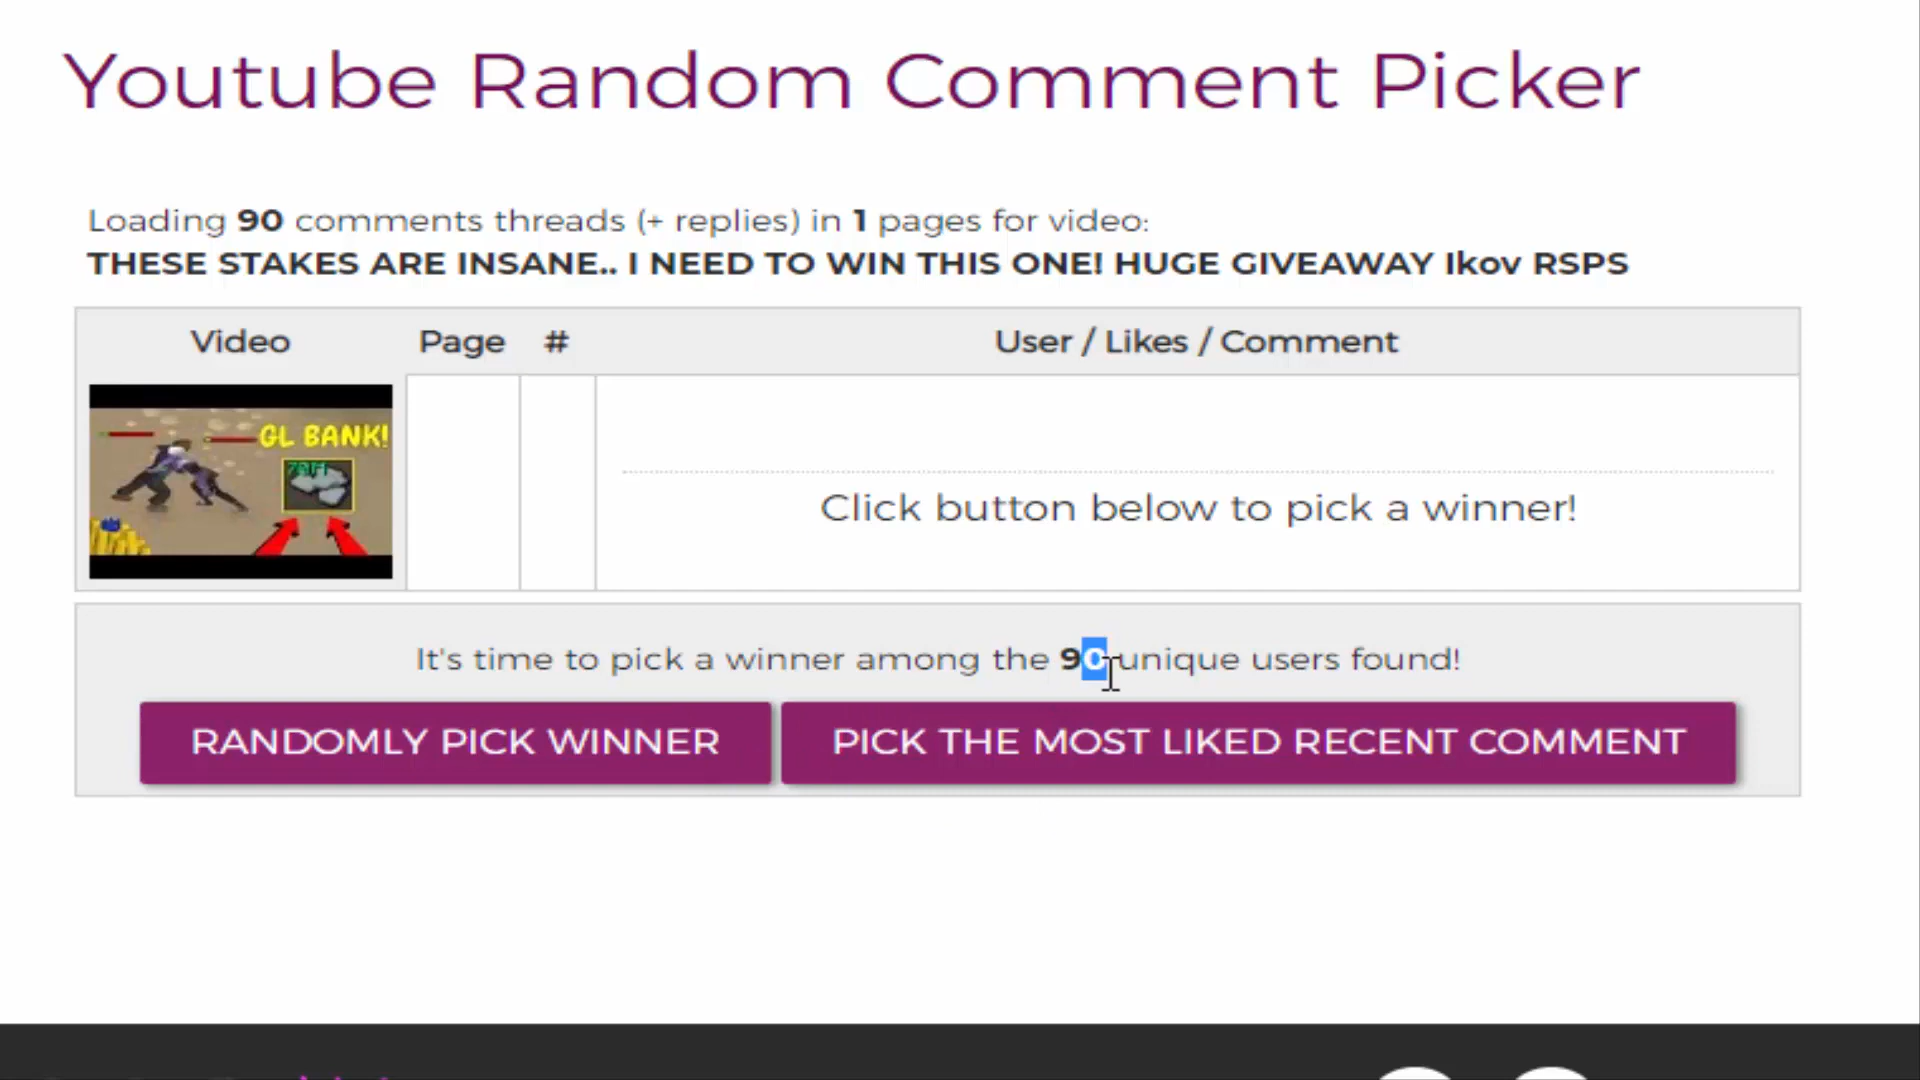 Youtube Random Comment Picker
Loading 90 comments threads (+ replies) in 1 pages for video:
THESE STAKES ARE INSANE.. I NEED TO WIN THIS ONE! HUGE GIVEAWAY Ikov RSPS
Video Page # User / Likes / Comment
GL BANK!
Click button below to pick a winner!
It's time to pick a winner among the 90 unique users found!
RANDOMLY PICK WINNER PICK THE MOST LIKED RECENT COMMENT